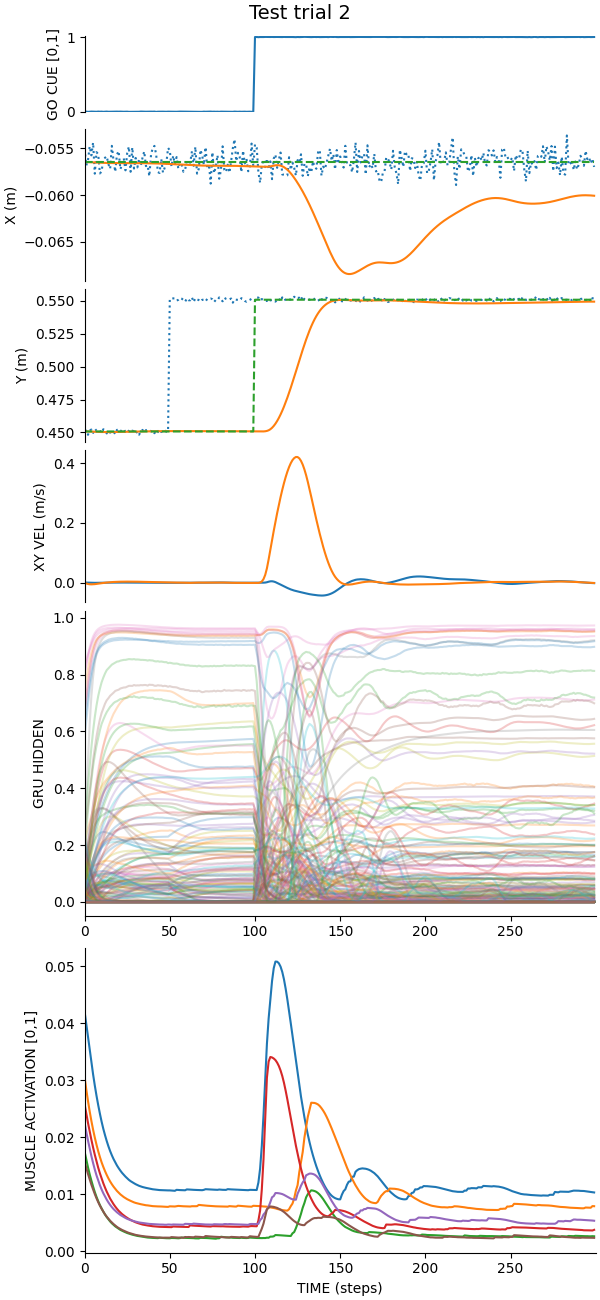 Test trial 2
GO CUE [0,1]
1
0
X (m)
−0.055
−0.060
−0.065
Y (m)
0.550
0.525
0.500
0.475
0.450
XY VEL (m/s)
0.4
0.2
0.0
GRU HIDDEN
1.0
0.8
0.6
0.4
0.2
0.0
0 50 100 150 200 250
MUSCLE ACTIVATION [0,1]
0.05
0.04
0.03
0.02
0.01
0.00
0 50 100 150 200 250
TIME (steps)